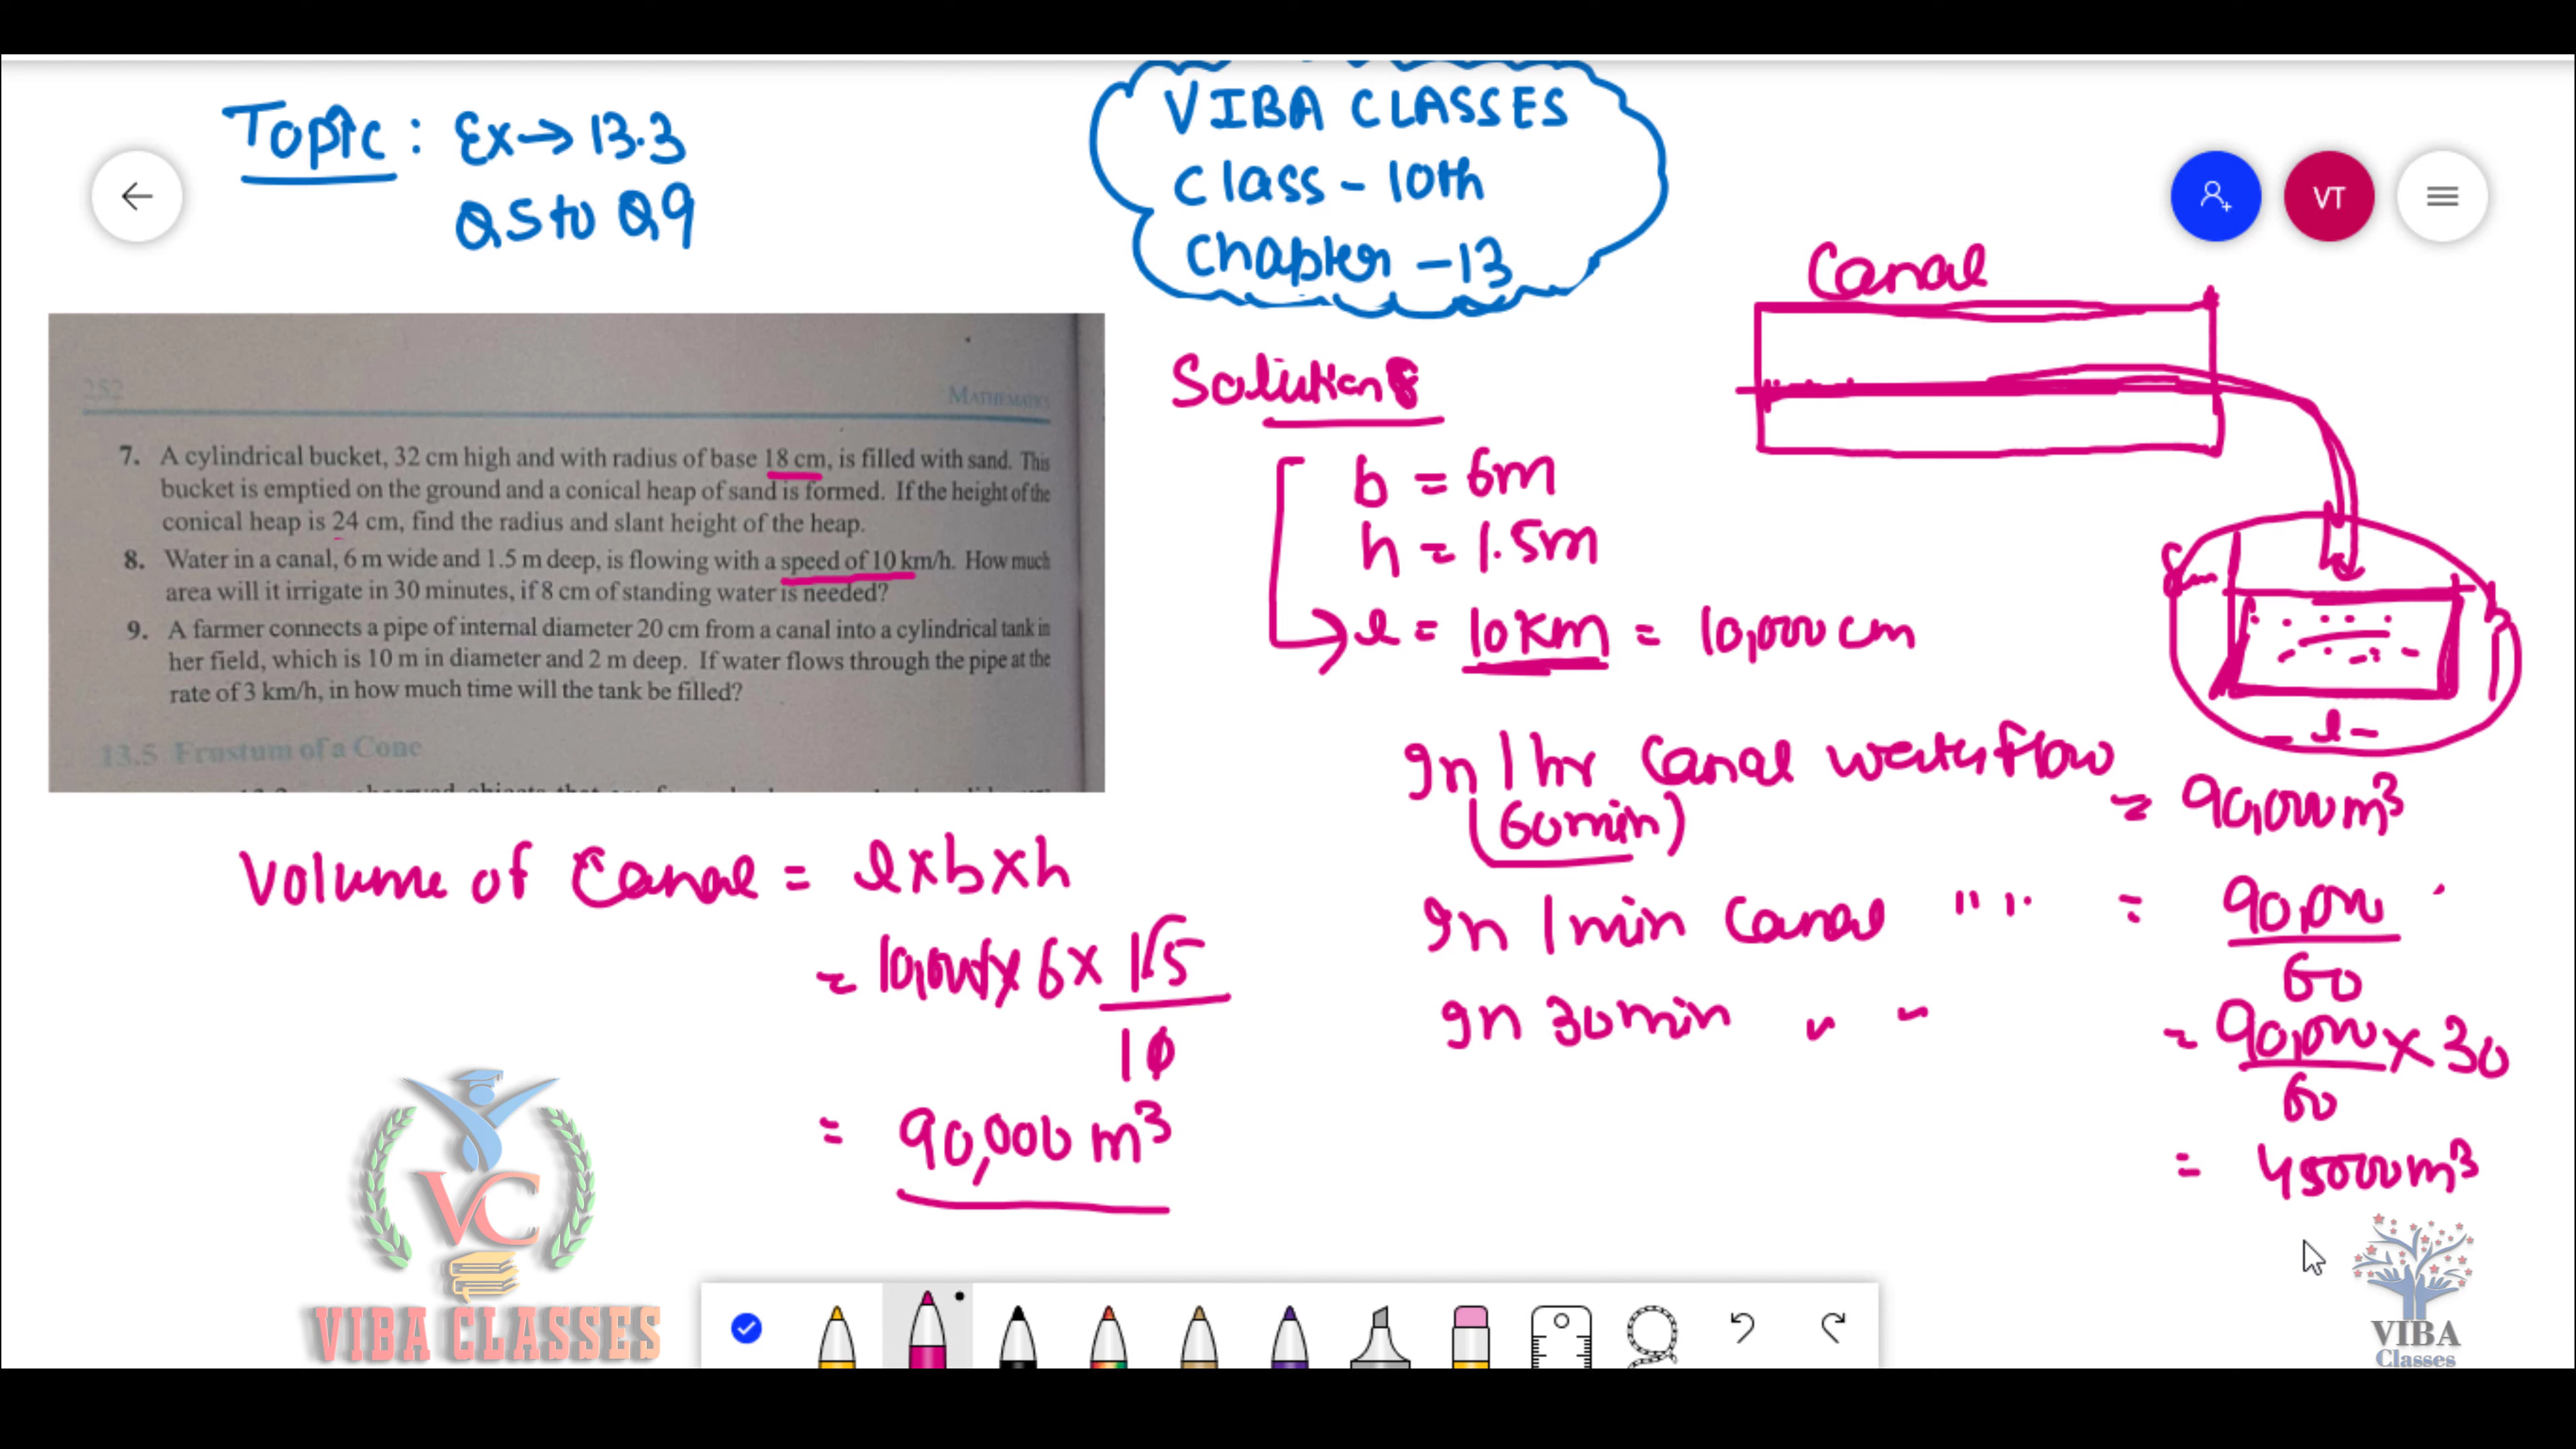 Topic : Ex→ 13.3
Q5 to Q9
VIBA CLASSES
Class - 10th
Chapter - 13
VT
252
MATHEMATICS
7. A cylindrical bucket, 32 cm high and with radius of base 18 cm, is filled with sand. This
bucket is emptied on the ground and a conical heap of sand is formed. If the height of the
conical heap is 24 cm, find the radius and slant height of the heap.
8. Water in a canal, 6 m wide and 1.5 m deep, is flowing with a speed of 10 km/h. How much
area will it irrigate in 30 minutes, if 8 cm of standing water is needed?
9. A farmer connects a pipe of internal diameter 20 cm from a canal into a cylindrical tank in
her field, which is 10 m in diameter and 2 m deep. If water flows through the pipe at the
rate of 3 km/h, in how much time will the tank be filled?
13.5 Frustum of a Cone
Canal
Solution :
b = 6m
h = 1.5m
l = 10 km = 10,000 cm
l -
In 1 hr Canal water flow
(60min)
= 90,000 m³
In 1 min Canal " " = 90,000
60
In 30 min " " = 90,000 × 30
60
= 45000 m³
Volume of Canal = l×b×h
= 10,000 × 6 × 15
10
= 90,000 m³
VC
VIBA CLASSES
VIBA
Classes